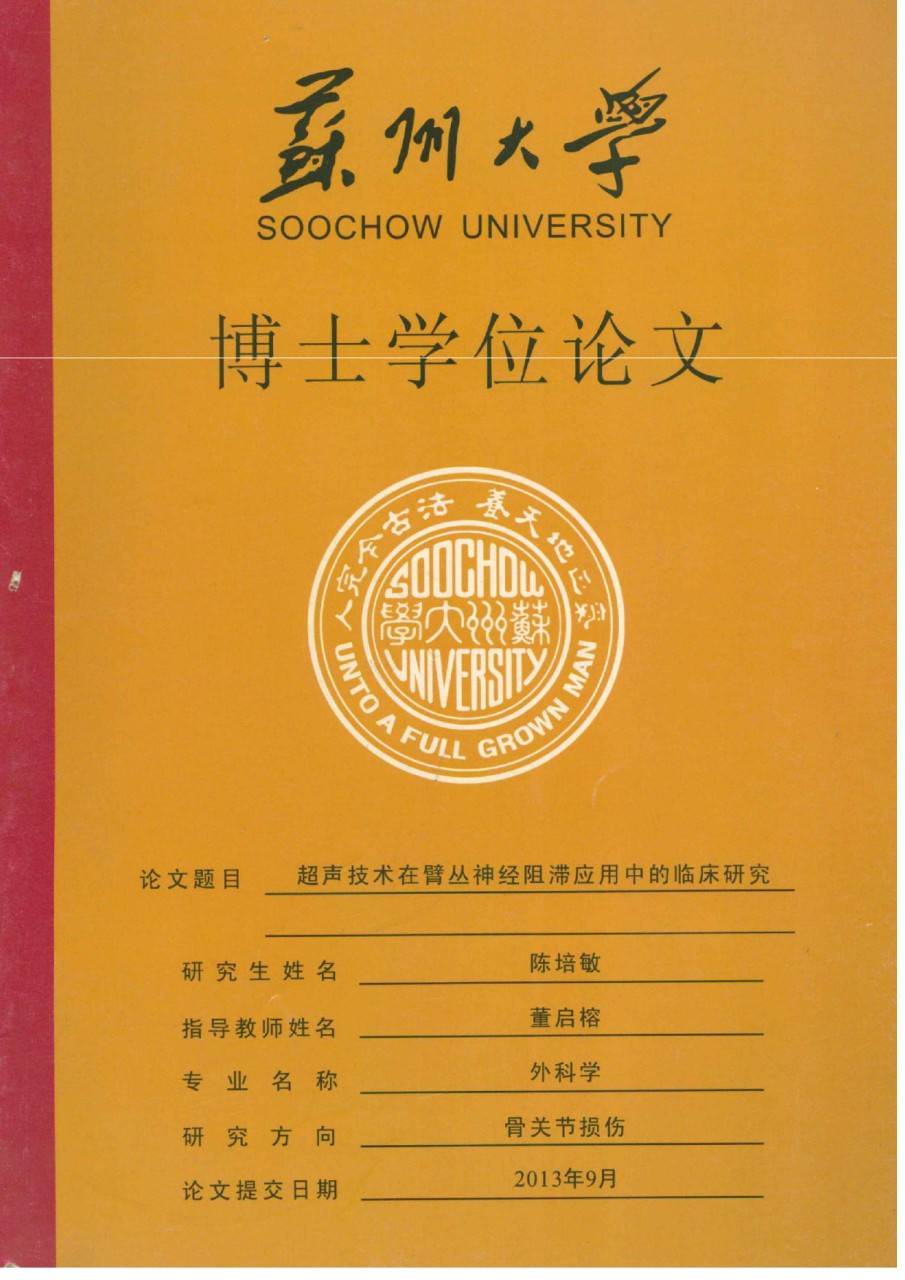 蘇州大學
SOOCHOW UNIVERSITY
博士学位论文
養天地正氣 法古今完人
SOOCHOW
蘇州大學
UNIVERSITY
UNTO A FULL GROWN MAN
论文题目 超声技术在臂丛神经阻滞应用中的临床研究
研究生姓名 陈培敏
指导教师姓名 董启榕
专业名称 外科学
研究方向 骨关节损伤
论文提交日期 2013年9月